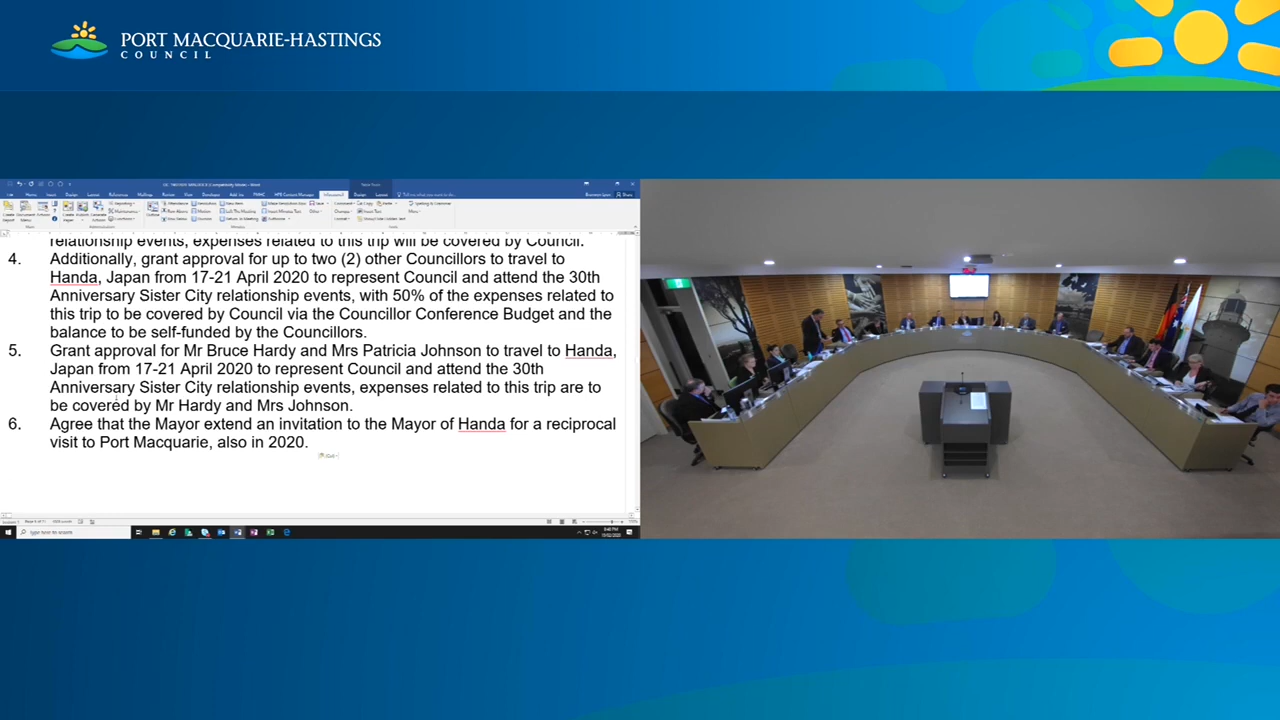 PORT MACQUARIE-HASTINGS
COUNCIL
relationship events, expenses related to this trip will be covered by Council.
4. Additionally, grant approval for up to two (2) other Councillors to travel to
Handa, Japan from 17-21 April 2020 to represent Council and attend the 30th
Anniversary Sister City relationship events, with 50% of the expenses related to
this trip to be covered by Council via the Councillor Conference Budget and the
balance to be self-funded by the Councillors.
5. Grant approval for Mr Bruce Hardy and Mrs Patricia Johnson to travel to Handa,
Japan from 17-21 April 2020 to represent Council and attend the 30th
Anniversary Sister City relationship events, expenses related to this trip are to
be covered by Mr Hardy and Mrs Johnson.
6. Agree that the Mayor extend an invitation to the Mayor of Handa for a reciprocal
visit to Port Macquarie, also in 2020.
(Ctrl)
Type here to search